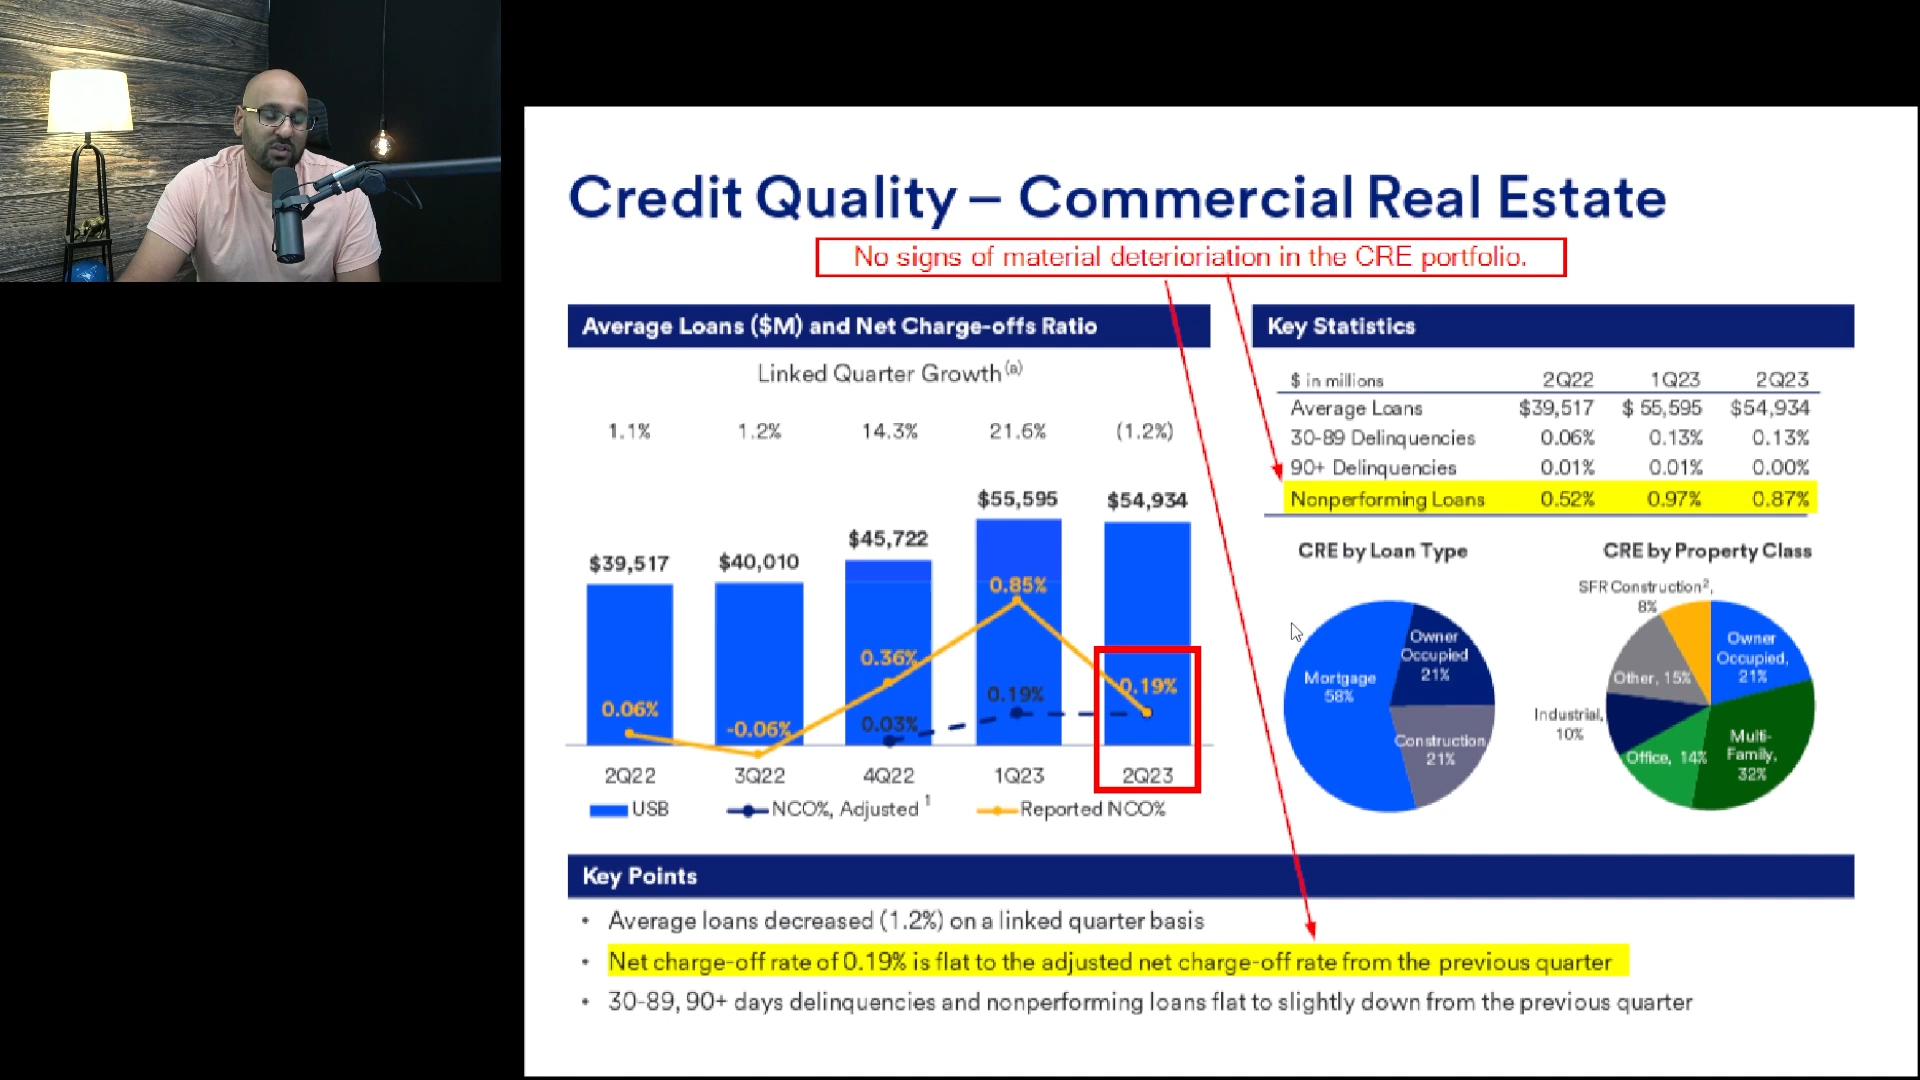 Credit Quality – Commercial Real Estate
No signs of material deterioriation in the CRE portfolio.
Average Loans ($M) and Net Charge-offs Ratio
Linked Quarter Growth(a)
1.1% 1.2% 14.3% 21.6% (1.2%)
$39,517 $40,010 $45,722 $55,595 $54,934
0.06% -0.06% 0.36% 0.85% 0.19%
0.03% 0.19%
2Q22 3Q22 4Q22 1Q23 2Q23
USB NCO%, Adjusted 1 Reported NCO%
Key Statistics
$ in millions 2Q22 1Q23 2Q23
Average Loans $39,517 $ 55,595 $54,934
30-89 Delinquencies 0.06% 0.13% 0.13%
90+ Delinquencies 0.01% 0.01% 0.00%
Nonperforming Loans 0.52% 0.97% 0.87%
CRE by Loan Type
Mortgage
58%
Owner
Occupied
21%
Construction
21%
CRE by Property Class
SFR Construction2,
8%
Owner
Occupied,
21%
Other, 15%
Industrial,
10%
Office, 14%
Multi-
Family,
32%
Key Points
• Average loans decreased (1.2%) on a linked quarter basis
• Net charge-off rate of 0.19% is flat to the adjusted net charge-off rate from the previous quarter
• 30-89, 90+ days delinquencies and nonperforming loans flat to slightly down from the previous quarter